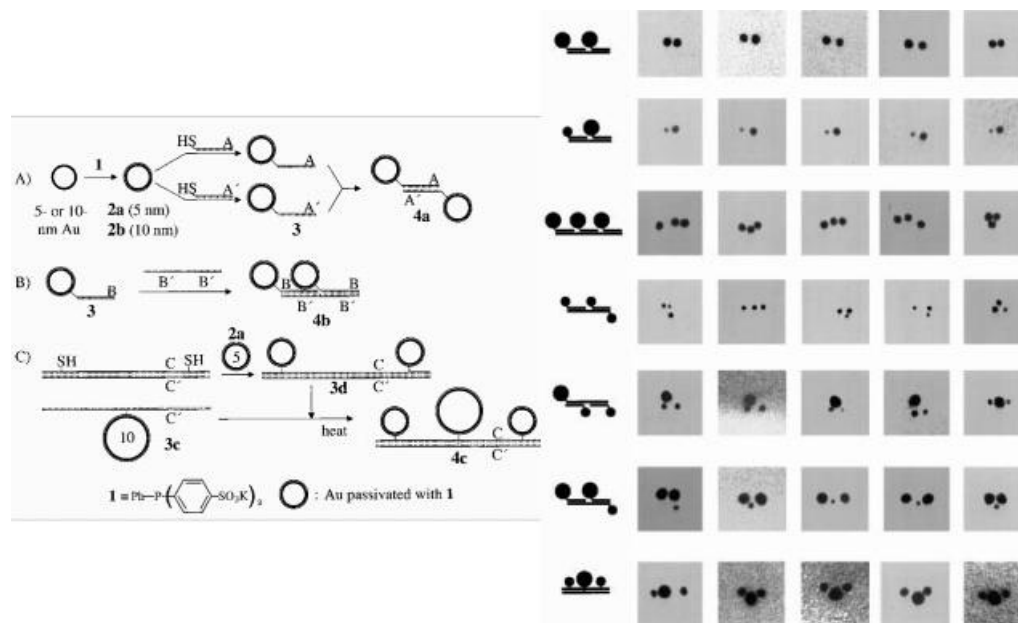 HS A
A
A) 1
A
HS A´
A´
A´
5- or 10-
nm Au
2a (5 nm)
2b (10 nm)
3
4a
B)
B
3
B´ B´
B B
B´ B´
4b
C)
SH C SH
C´
2a
5
C
C´
3d
C´
10
3c
heat
C
C´
4c
1 = Ph–P(–SO₃K)₂
: Au passivated with 1